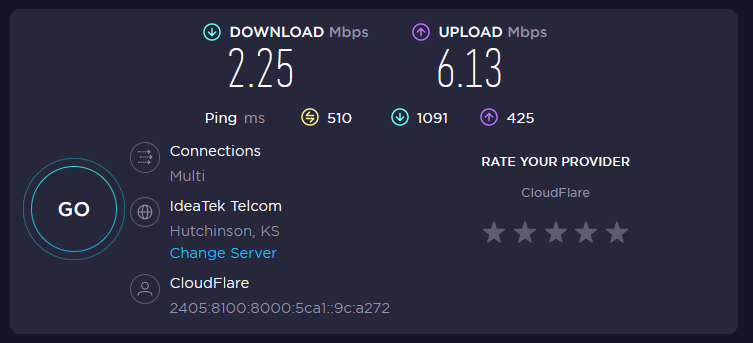 DOWNLOAD Mbps
2.25
UPLOAD Mbps
6.13
Ping ms 510 1091 425
GO
Connections
Multi
IdeaTek Telcom
Hutchinson, KS
Change Server
CloudFlare
2405:8100:8000:5ca1::9c:a272
RATE YOUR PROVIDER
CloudFlare